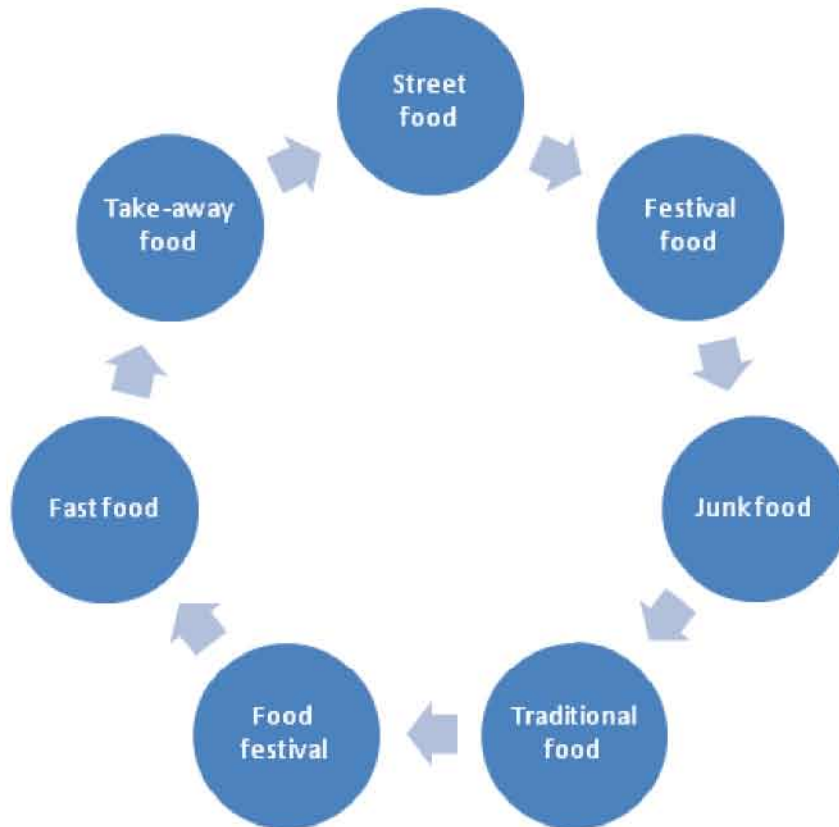 Street
food
Festival
food
Junk food
Traditional
food
Food
festival
Fast food
Take-away
food